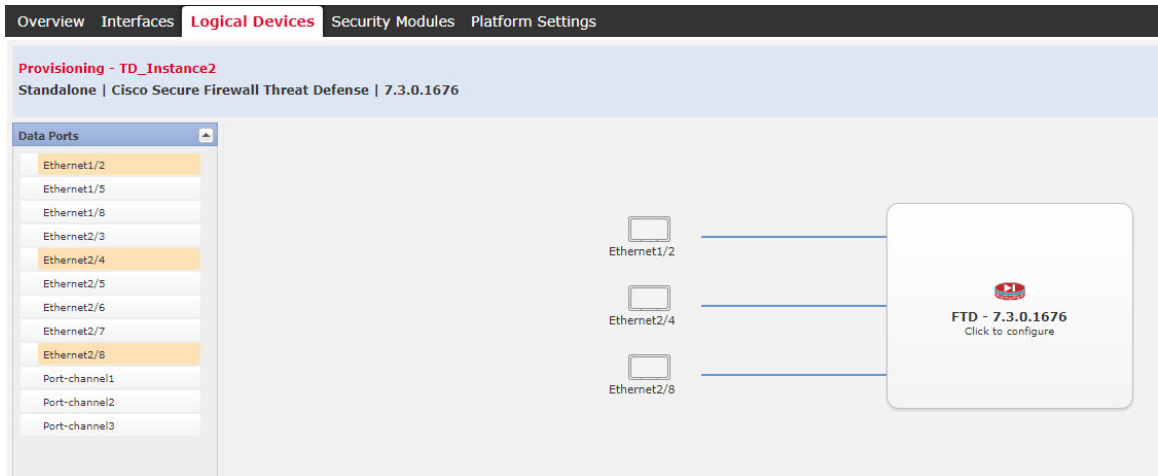 Overview Interfaces Logical Devices Security Modules Platform Settings
Provisioning - TD_Instance2
Standalone | Cisco Secure Firewall Threat Defense | 7.3.0.1676
Data Ports
Ethernet1/2
Ethernet1/5
Ethernet1/8
Ethernet2/3
Ethernet2/4
Ethernet2/5
Ethernet2/6
Ethernet2/7
Ethernet2/8
Port-channel1
Port-channel2
Port-channel3
Ethernet1/2
Ethernet2/4
Ethernet2/8
FTD - 7.3.0.1676
Click to configure